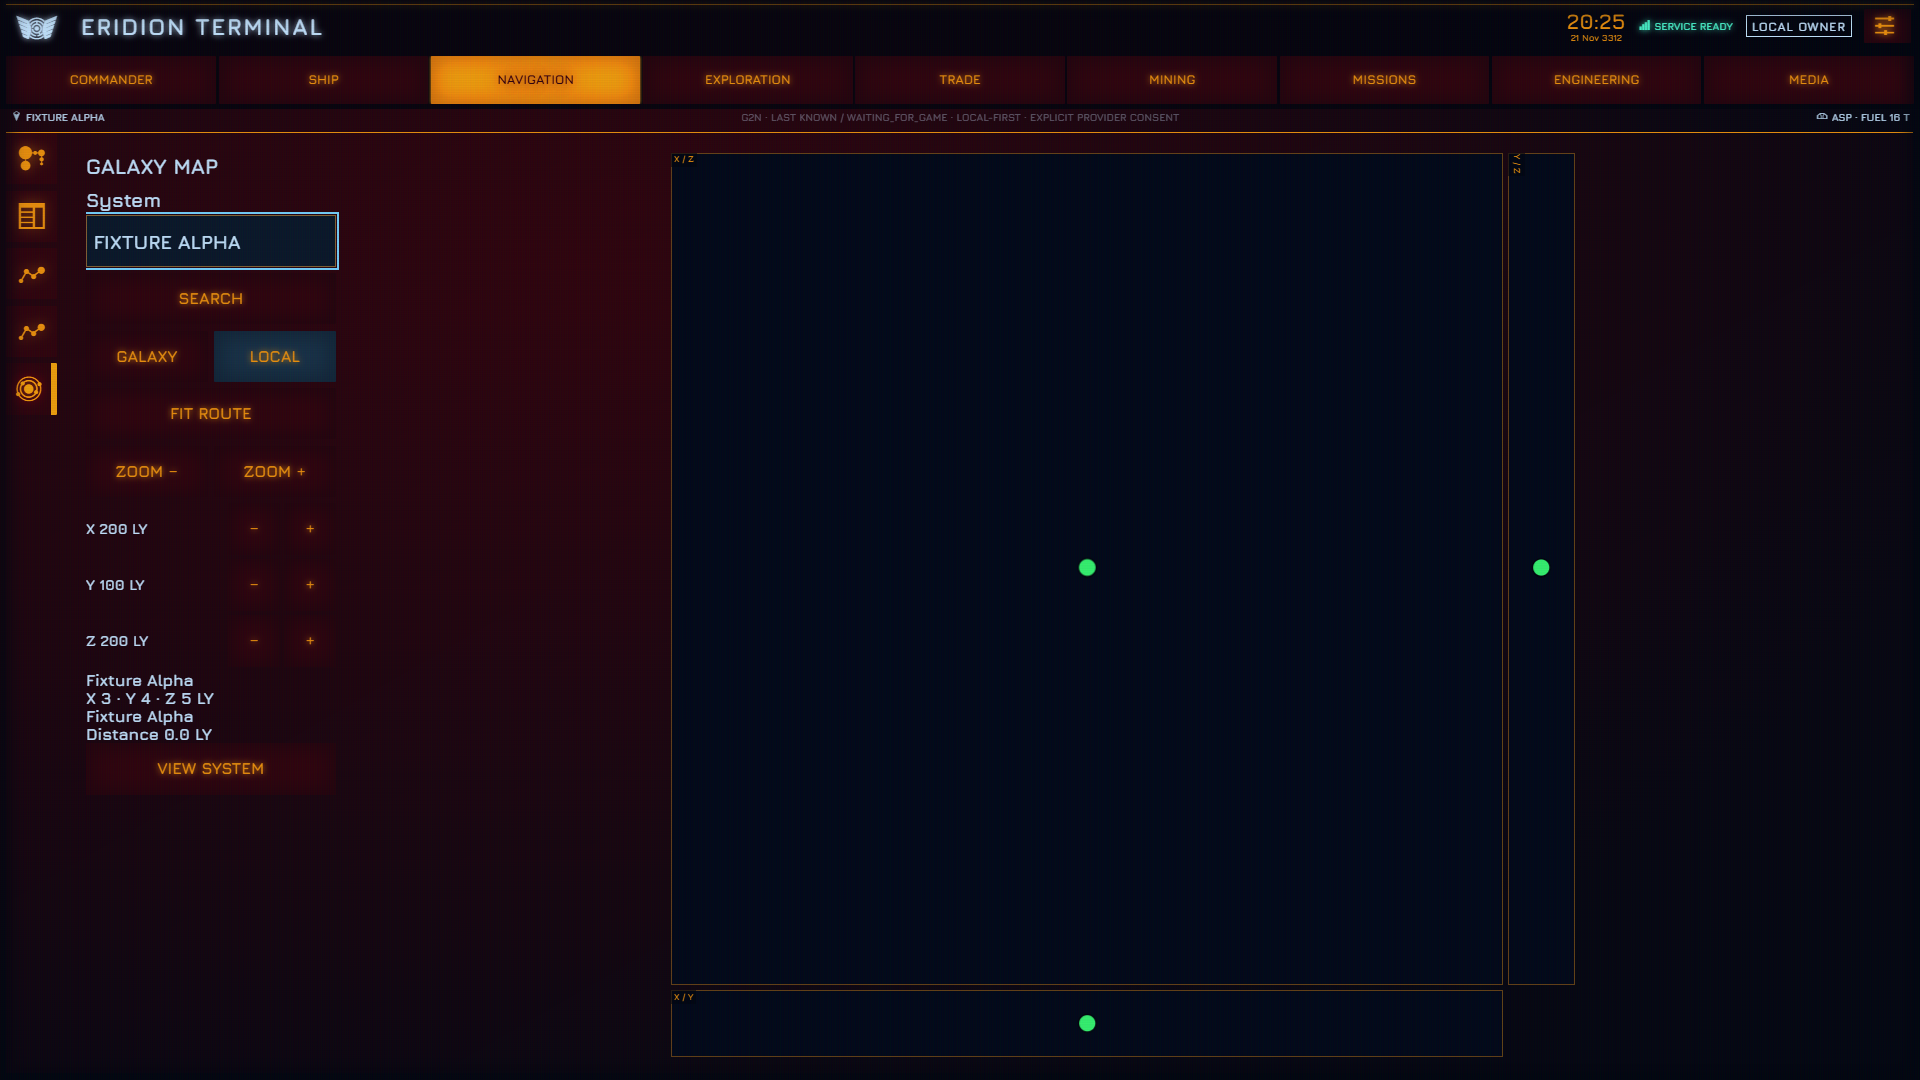 ERIDION TERMINAL
20:25
21 Nov 3312
SERVICE READY
LOCAL OWNER
COMMANDER
SHIP
NAVIGATION
EXPLORATION
TRADE
MINING
MISSIONS
ENGINEERING
MEDIA
FIXTURE ALPHA
G2N · LAST KNOWN / WAITING_FOR_GAME · LOCAL-FIRST · EXPLICIT PROVIDER CONSENT
ASP · FUEL 16 T
GALAXY MAP
System
FIXTURE ALPHA
SEARCH
GALAXY
LOCAL
FIT ROUTE
ZOOM −
ZOOM +
X 200 LY
−
+
Y 100 LY
−
+
Z 200 LY
−
+
Fixture Alpha
X 3 · Y 4 · Z 5 LY
Fixture Alpha
Distance 0.0 LY
VIEW SYSTEM
X / Z
Y / Z
X / Y